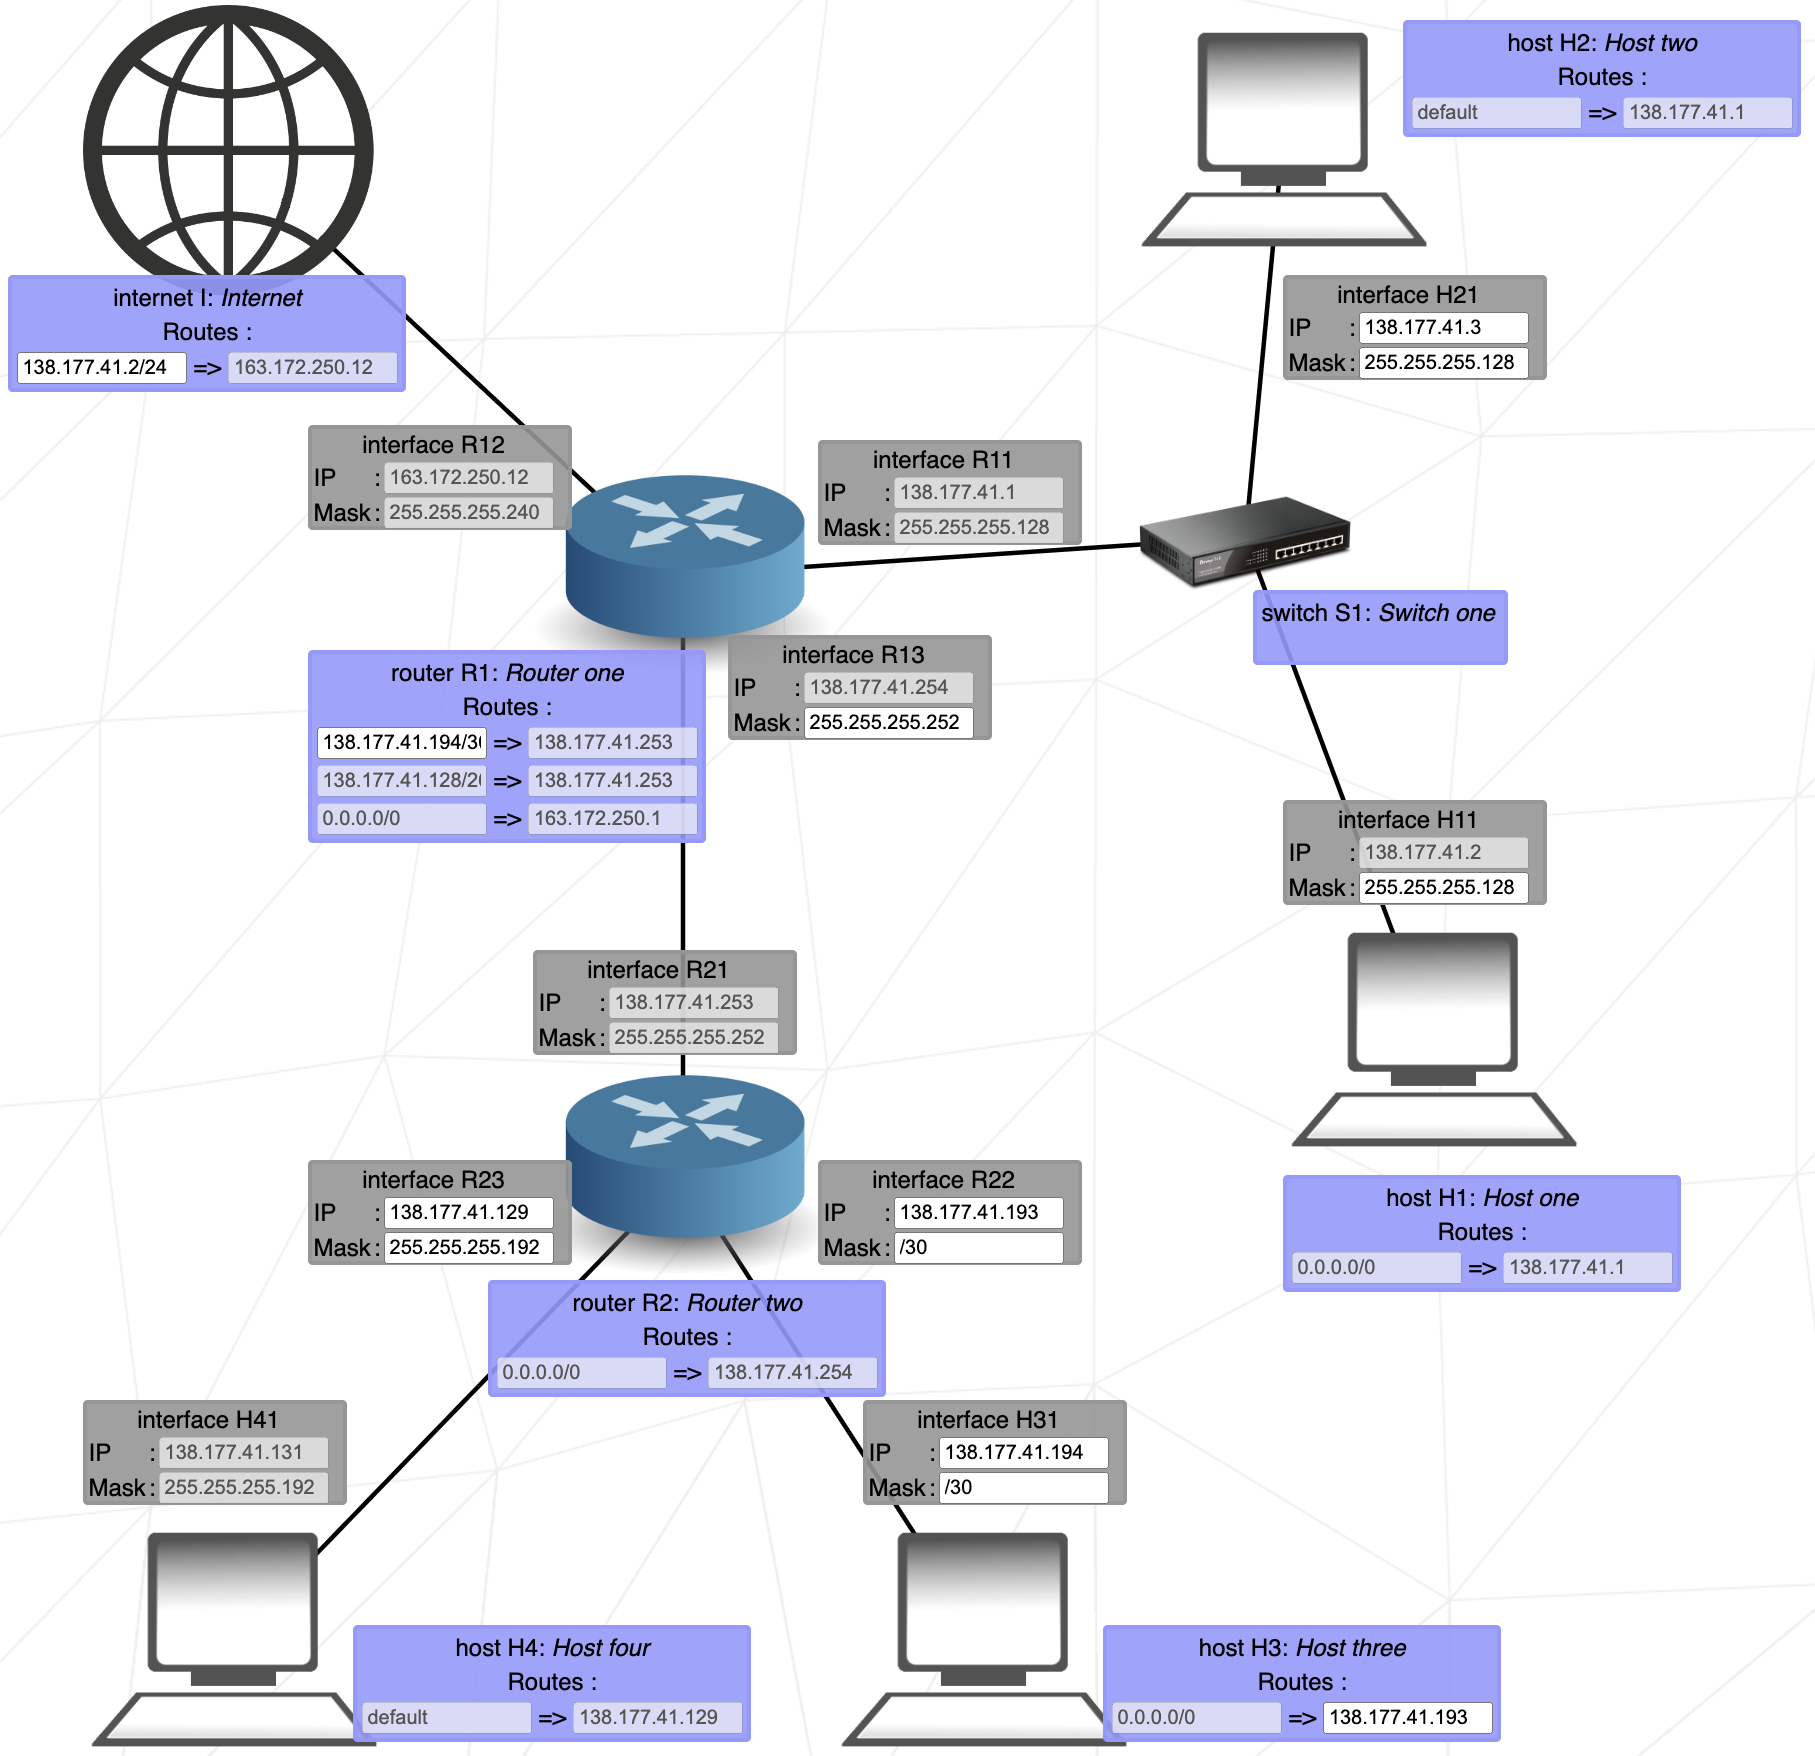 host H2: Host two
Routes :
default => 138.177.41.1
internet I: Internet
Routes :
138.177.41.2/24 => 163.172.250.12
interface H21
IP : 138.177.41.3
Mask : 255.255.255.128
interface R12
IP : 163.172.250.12
Mask : 255.255.255.240
interface R11
IP : 138.177.41.1
Mask : 255.255.255.128
switch S1: Switch one
interface R13
IP : 138.177.41.254
Mask : 255.255.255.252
router R1: Router one
Routes :
138.177.41.194/3 => 138.177.41.253
138.177.41.128/2 => 138.177.41.253
0.0.0.0/0 => 163.172.250.1
interface H11
IP : 138.177.41.2
Mask : 255.255.255.128
interface R21
IP : 138.177.41.253
Mask : 255.255.255.252
interface R23
IP : 138.177.41.129
Mask : 255.255.255.192
interface R22
IP : 138.177.41.193
Mask : /30
host H1: Host one
Routes :
0.0.0.0/0 => 138.177.41.1
router R2: Router two
Routes :
0.0.0.0/0 => 138.177.41.254
interface H41
IP : 138.177.41.131
Mask : 255.255.255.192
interface H31
IP : 138.177.41.194
Mask : /30
host H4: Host four
Routes :
default => 138.177.41.129
host H3: Host three
Routes :
0.0.0.0/0 => 138.177.41.193